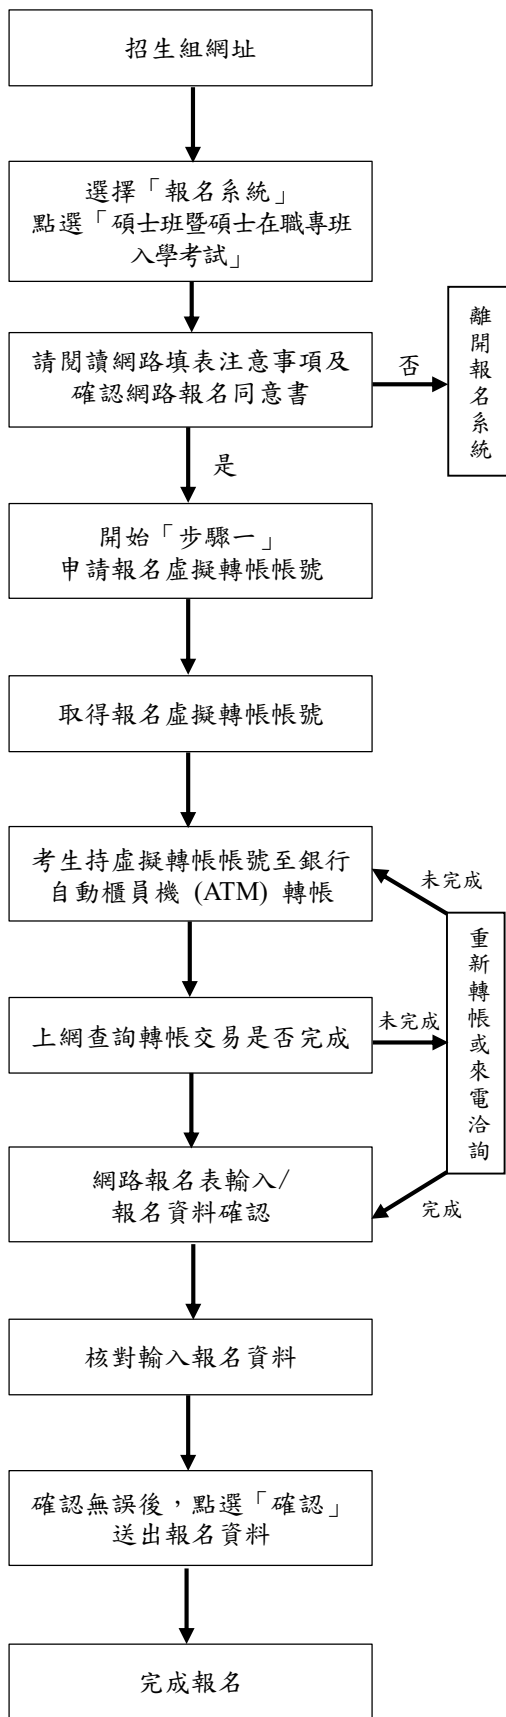 招生組網址
選擇「報名系統」
點選「碩士班暨碩士在職專班
入學考試」
請閱讀網路填表注意事項及
確認網路報名同意書
否
離開報名系統
是
開始「步驟一」
申請報名虛擬轉帳帳號
取得報名虛擬轉帳帳號
考生持虛擬轉帳帳號至銀行
自動櫃員機 (ATM) 轉帳
未完成
上網查詢轉帳交易是否完成
未完成
重新轉帳或來電洽詢
網路報名表輸入/
報名資料確認
完成
核對輸入報名資料
確認無誤後，點選「確認」
送出報名資料
完成報名